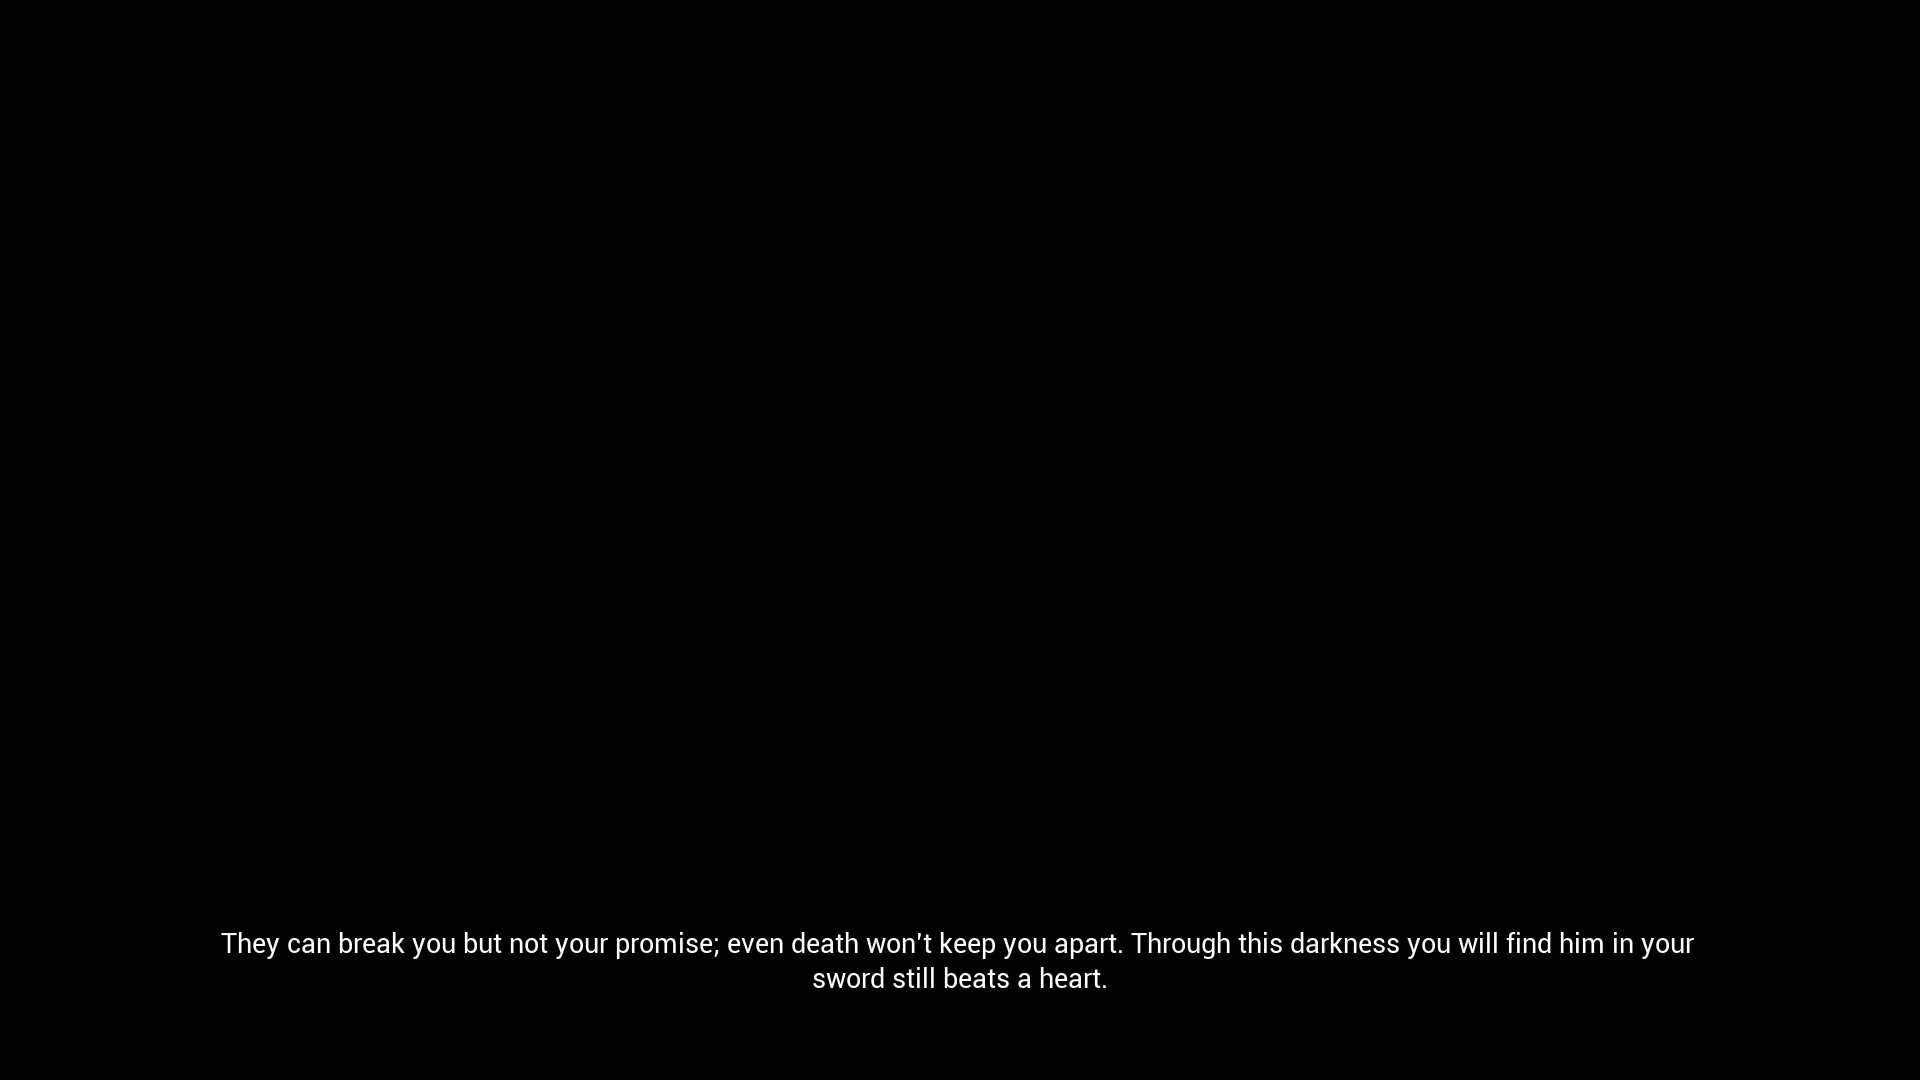 They can break you but not your promise; even death won't keep you apart. Through this darkness you will find him in your
sword still beats a heart.